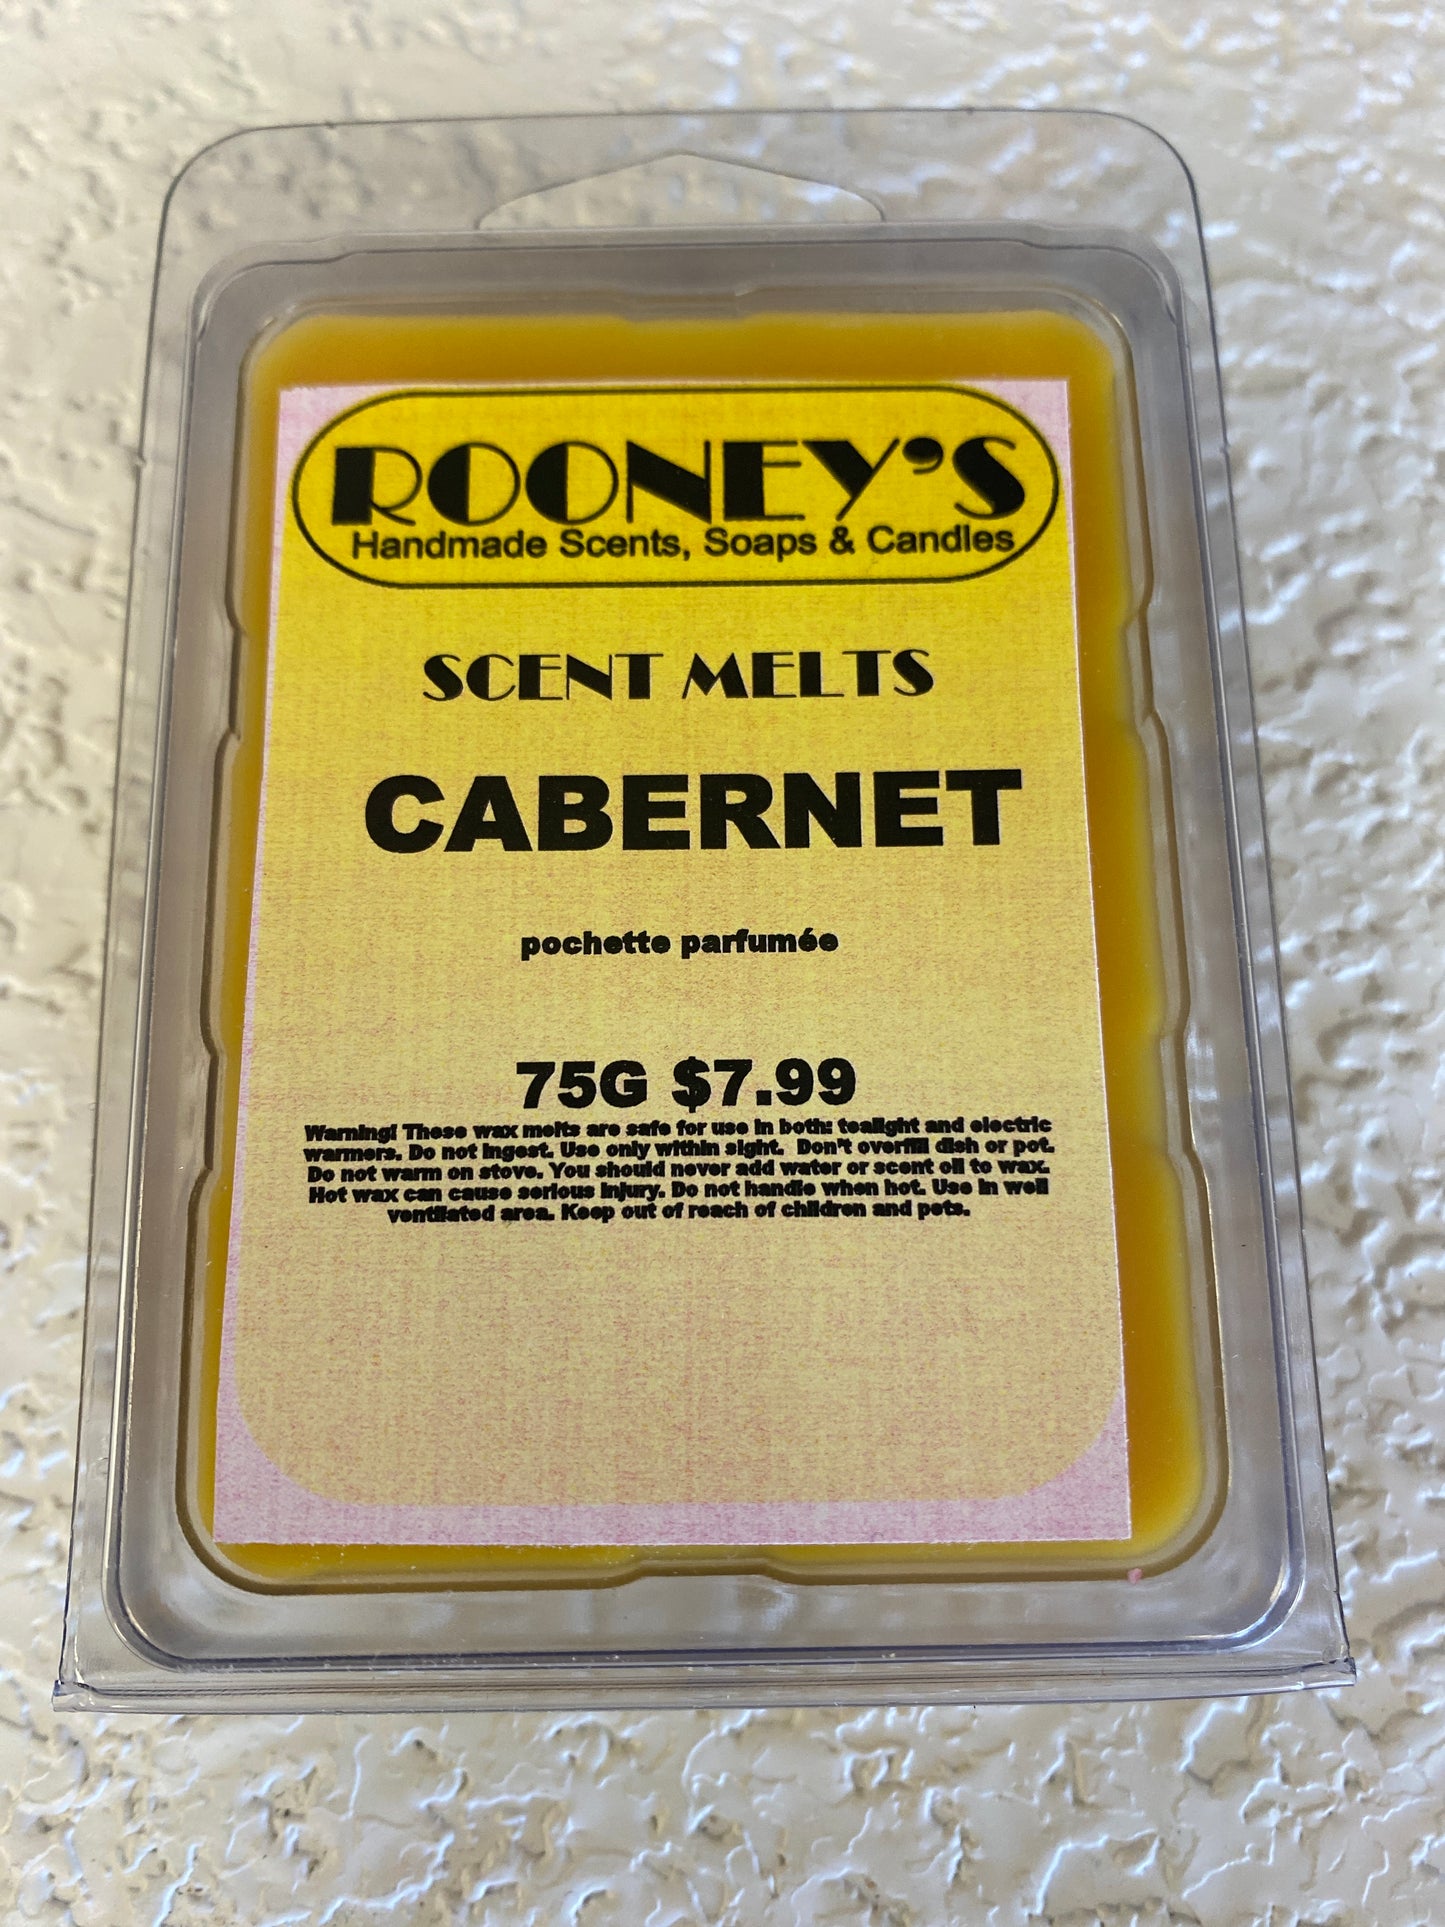 ROONEY'S
Handmade Scents, Soaps & Candles
SCENT MELTS
CABERNET
pochette parfumée
75G $7.99
Warning! These wax melts are safe for use in both: tealight and electric
warmers. Do not ingest. Use only within sight. Don't overfill dish or pot.
Do not warm on stove. You should never add water or scent oil to wax.
Hot wax can cause serious injury. Do not handle when hot. Use in well
ventilated area. Keep out of reach of children and pets.